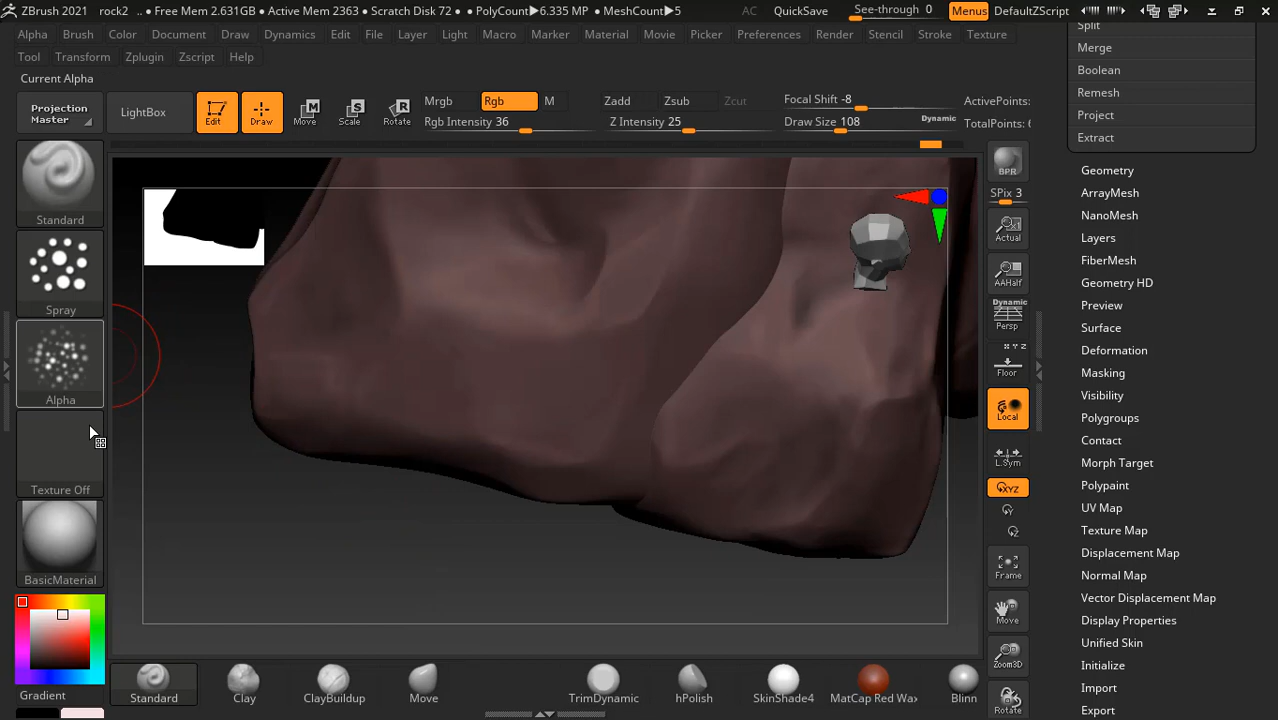 ZBrush 2021 rock2 • Free Mem 2.631GB • Active Mem 2363 • Scratch Disk 72 • PolyCount▸6.335 MP • MeshCount▸5 AC QuickSave See-through 0 Menus DefaultZScript
Alpha Brush Color Document Draw Dynamics Edit File Layer Light Macro Marker Material Movie Picker Preferences Render Stencil Stroke Texture
Tool Transform Zplugin Zscript Help
Current Alpha
Projection Master
LightBox
Edit
Draw
Move
Scale
Rotate
Mrgb Rgb M
Rgb Intensity 36
Zadd Zsub Zcut
Z Intensity 25
Focal Shift -8
Draw Size 108
Dynamic
ActivePoints:
TotalPoints: 6
Standard
Spray
Alpha
Texture Off
BasicMaterial
Gradient
BPR
SPix 3
Actual
AAHalf
Dynamic
Persp
X Y Z
Floor
Local
L.Sym
XYZ
Y
Z
Frame
Move
Zoom3D
Rotate
Split
Merge
Boolean
Remesh
Project
Extract
Geometry
ArrayMesh
NanoMesh
Layers
FiberMesh
Geometry HD
Preview
Surface
Deformation
Masking
Visibility
Polygroups
Contact
Morph Target
Polypaint
UV Map
Texture Map
Displacement Map
Normal Map
Vector Displacement Map
Display Properties
Unified Skin
Initialize
Import
Export
Standard Clay ClayBuildup Move TrimDynamic hPolish SkinShade4 MatCap Red Wa Blinn